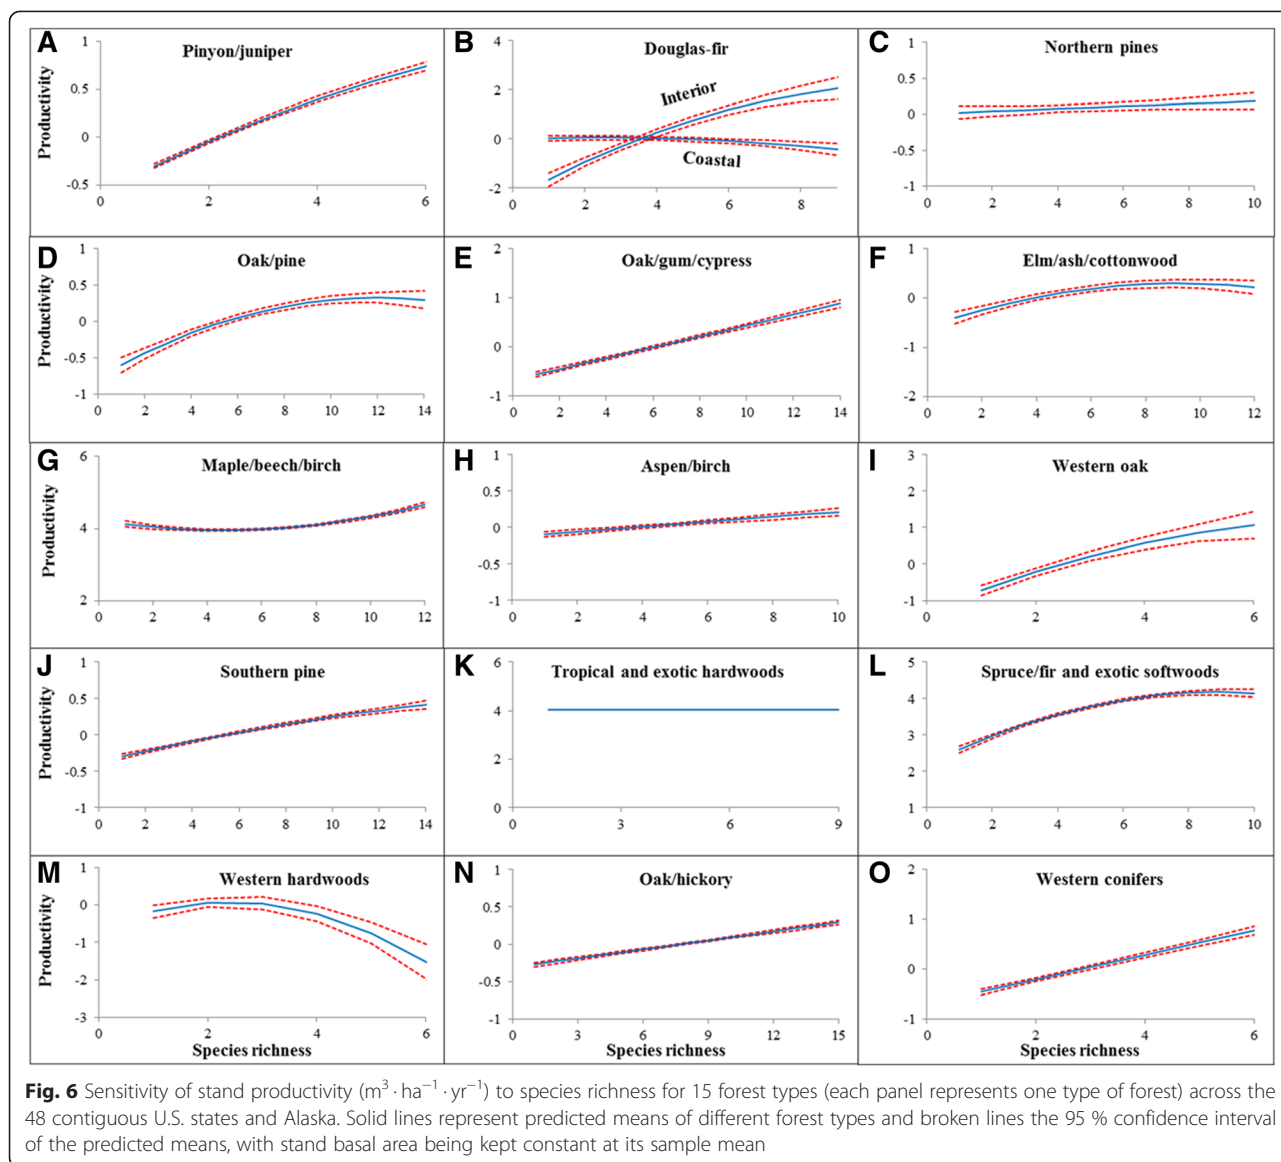 A
Pinyon/juniper
Productivity
1
0.5
0
-0.5
0 2 4 6
B
Douglas-fir
Interior
Coastal
4
2
0
-2
0 2 4 6 8
C
Northern pines
1
0.5
0
-0.5
-1
0 2 4 6 8 10
D
Oak/pine
Productivity
1
0.5
0
-0.5
-1
0 2 4 6 8 10 12 14
E
Oak/gum/cypress
2
1
0
-1
0 2 4 6 8 10 12 14
F
Elm/ash/cottonwood
1
0
-1
-2
0 2 4 6 8 10 12
G
Maple/beech/birch
Productivity
6
4
2
0 2 4 6 8 10 12
H
Aspen/birch
1
0.5
0
-0.5
-1
0 2 4 6 8 10
I
Western oak
3
2
1
0
-1
0 2 4 6
J
Southern pine
Productivity
1
0.5
0
-0.5
-1
0 2 4 6 8 10 12 14
K
Tropical and exotic hardwoods
6
4
2
0
0 3 6 9
L
Spruce/fir and exotic softwoods
5
4
3
2
1
0 2 4 6 8 10
M
Western hardwoods
Productivity
1
0
-1
-2
-3
0 2 4 6
Species richness
N
Oak/hickory
1
0.5
0
-0.5
-1
0 3 6 9 12 15
Species richness
O
Western conifers
2
1
0
-1
0 2 4 6
Species richness
Fig. 6 Sensitivity of stand productivity (m³ · ha⁻¹ · yr⁻¹) to species richness for 15 forest types (each panel represents one type of forest) across the
48 contiguous U.S. states and Alaska. Solid lines represent predicted means of different forest types and broken lines the 95 % confidence interval
of the predicted means, with stand basal area being kept constant at its sample mean